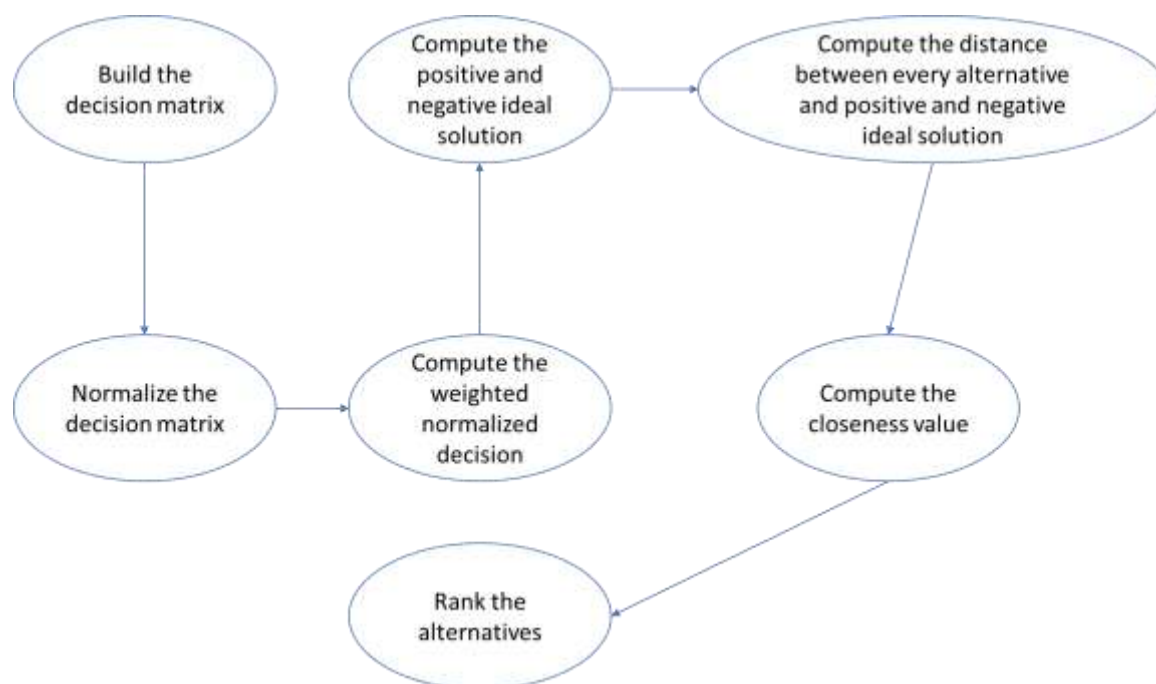 Build the
decision matrix
Normalize the
decision matrix
Compute the
weighted
normalized
decision
Compute the
positive and
negative ideal
solution
Compute the distance
between every alternative
and positive and negative
ideal solution
Compute the
closeness value
Rank the
alternatives